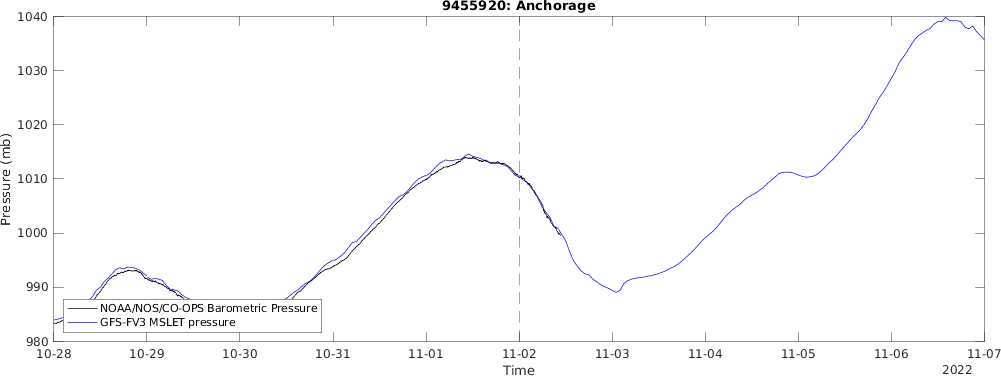 9455920: Anchorage
Pressure (mb)
1040
1030
1020
1010
1000
990
980
NOAA/NOS/CO-OPS Barometric Pressure
GFS-FV3 MSLET pressure
10-28 10-29 10-30 10-31 11-01 11-02 11-03 11-04 11-05 11-06 11-07
Time
2022